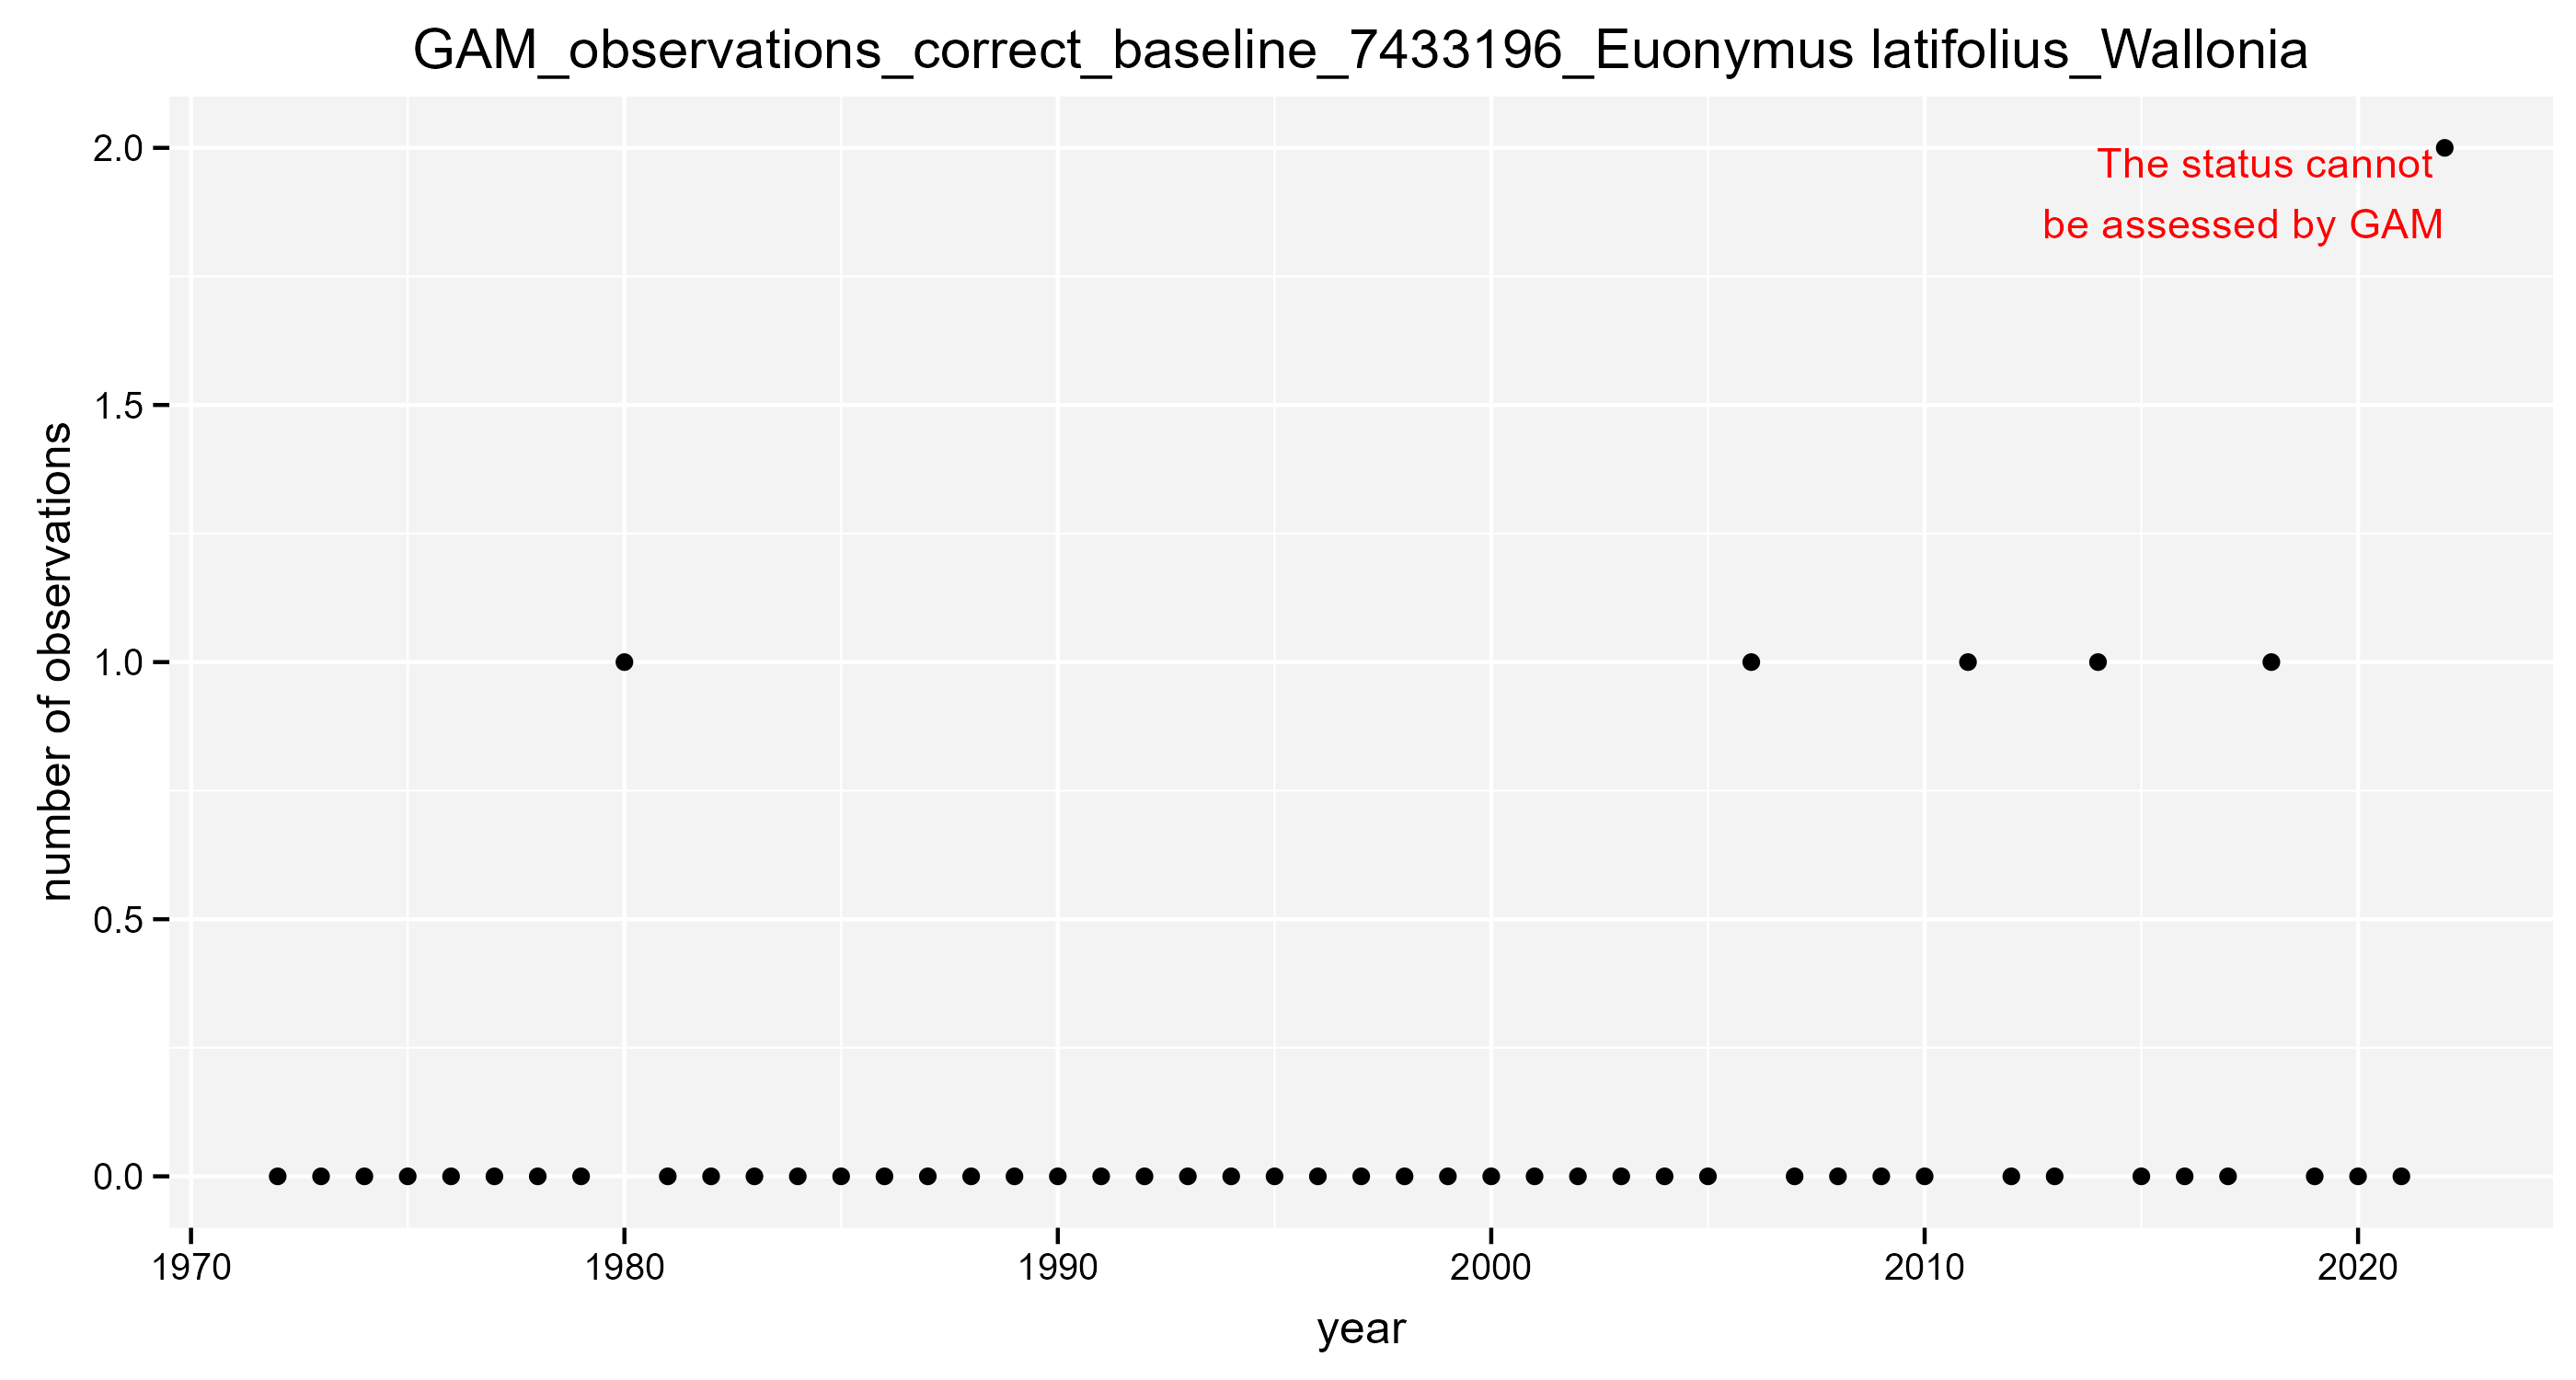 GAM_observations_correct_baseline_7433196_Euonymus latifolius_Wallonia
2.0
The status cannot
be assessed by GAM
1.5
number of observations
1.0
0.5
0.0
1970 1980 1990 2000 2010 2020
year